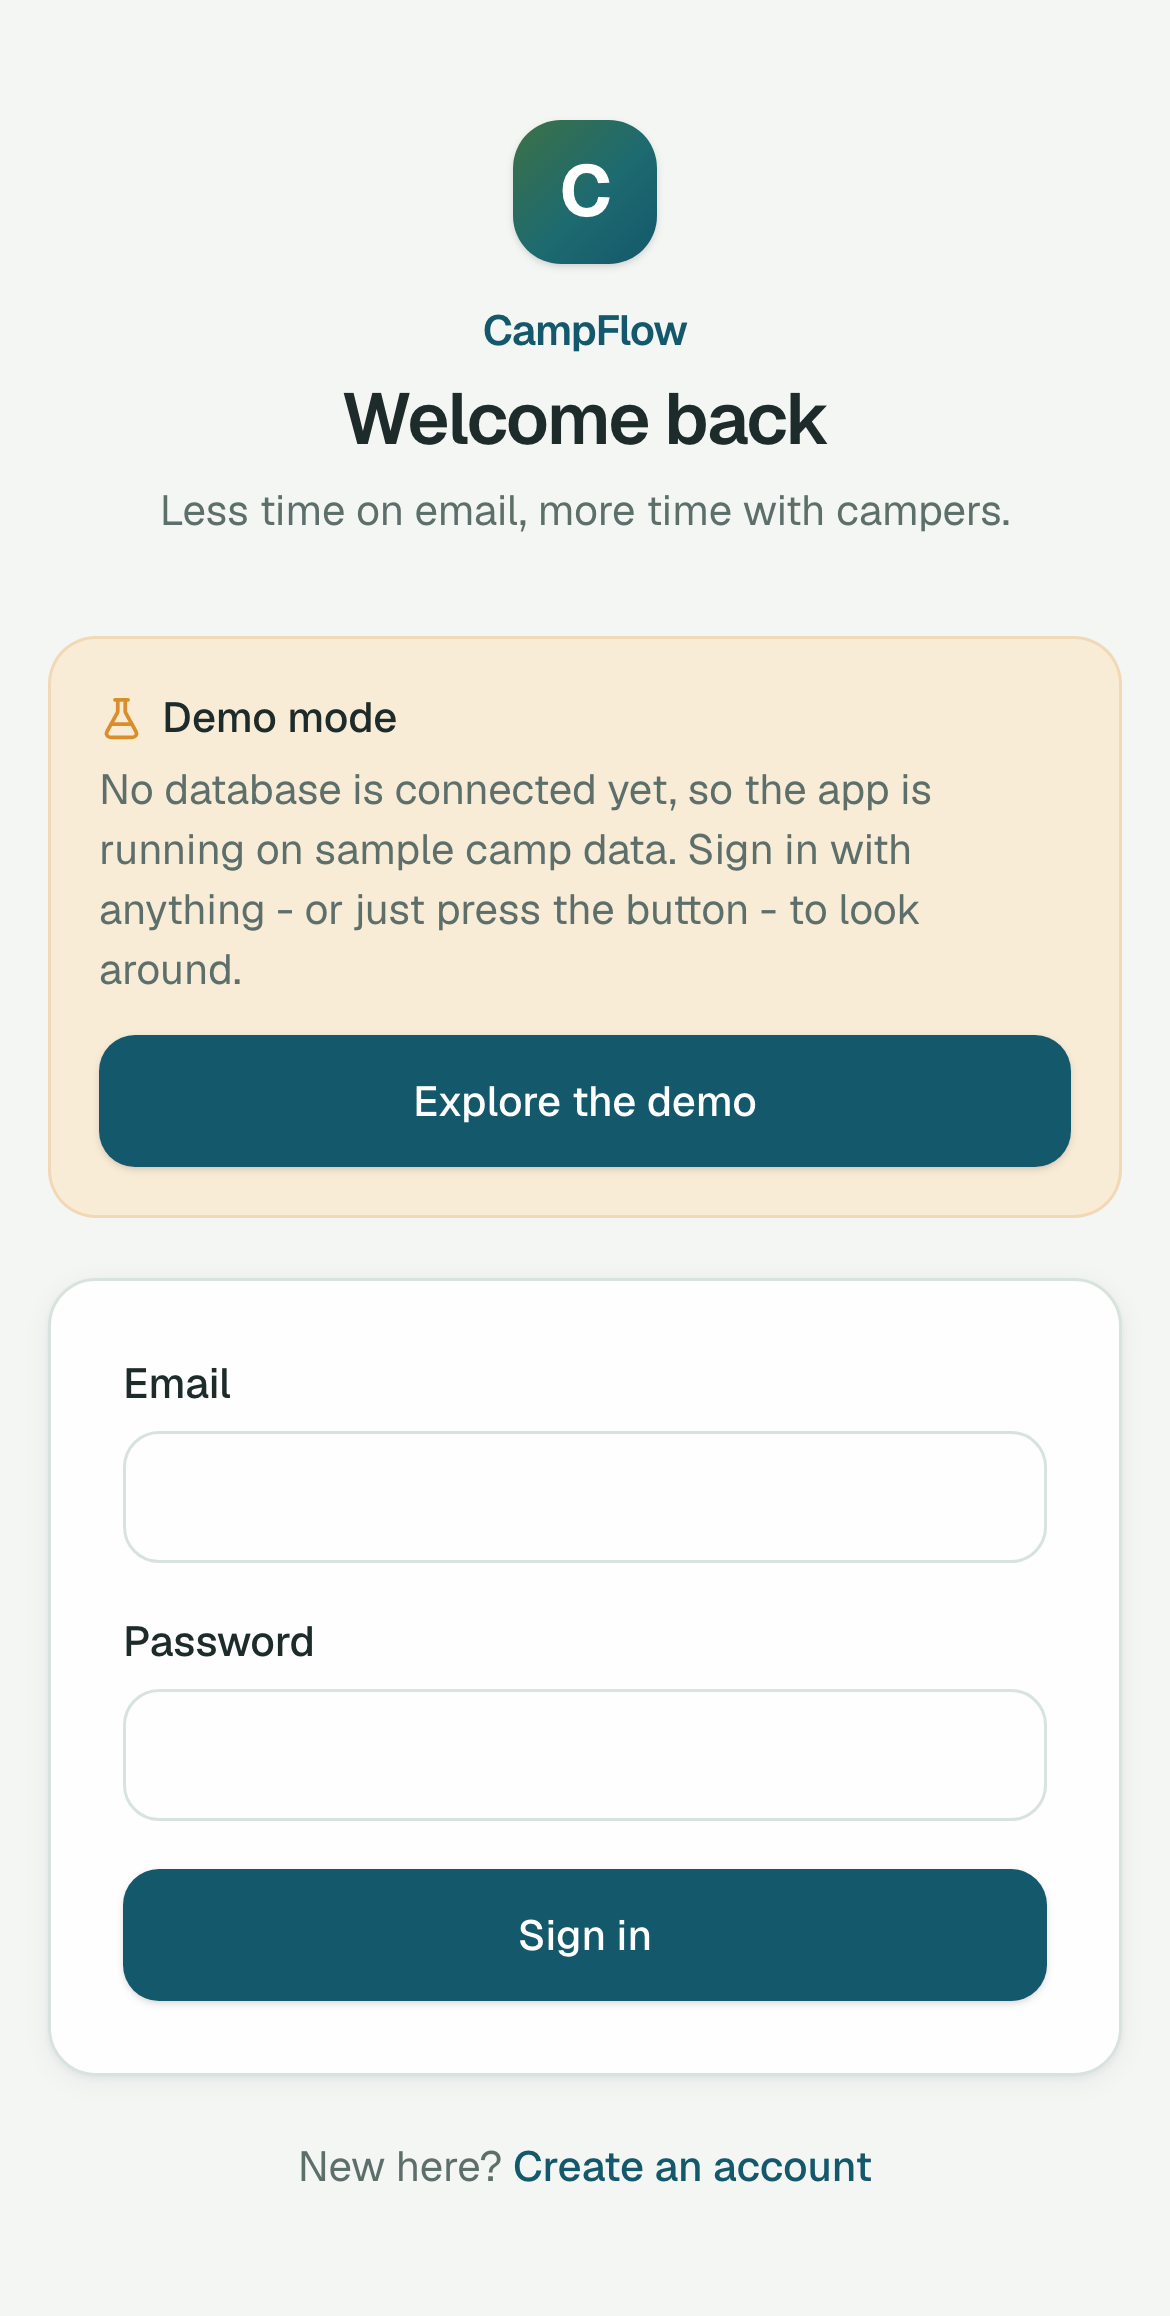 C
CampFlow
Welcome back
Less time on email, more time with campers.
Demo mode
No database is connected yet, so the app is
running on sample camp data. Sign in with
anything - or just press the button - to look
around.
Explore the demo
Email
Password
Sign in
New here? Create an account